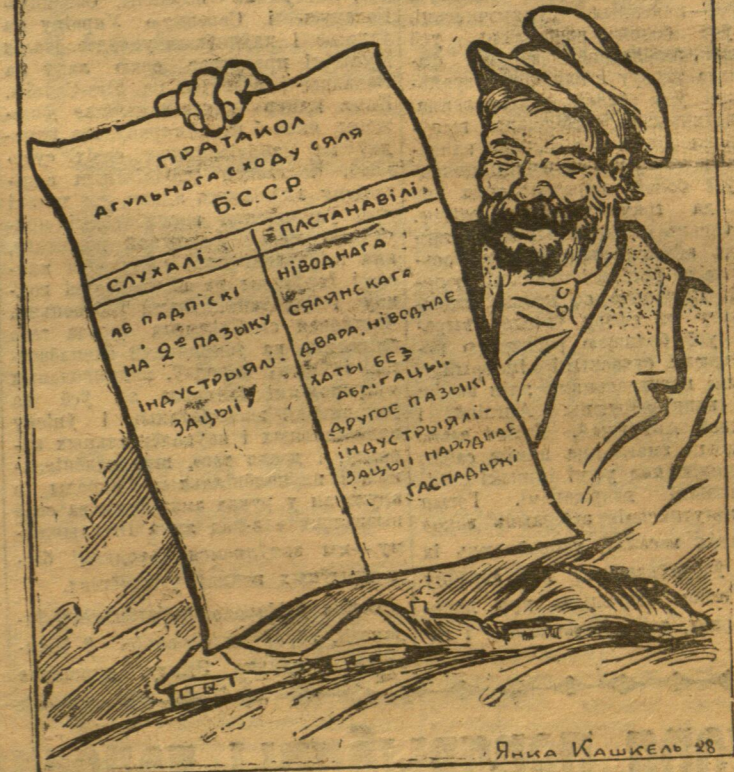 ПРАТАКОЛ
АГУЛЬНАГА СХОДУ СЯЛЯ
Б.С.С.Р
СЛУХАЛІ
АБ ПАДПІСКІ
НА 2ую ПАЗЫКУ
ІНДУСТРЫЯЛІ-
ЗАЦЫІ
ПАСТАНАВІЛІ
НІВОДНАГА
СЯЛЯНСКАГА
ДВАРА, НІВОДНАЕ
ХАТЫ БЕЗ
АБЛІГАЦЫІ
ДРУГОЕ ПАЗЫКІ
ІНДУСТРЫЯЛІ-
ЗАЦЫІ НАРОДНАЕ
ГАСПАДАРКІ
ЯНКА КАШКЕЛЬ 28